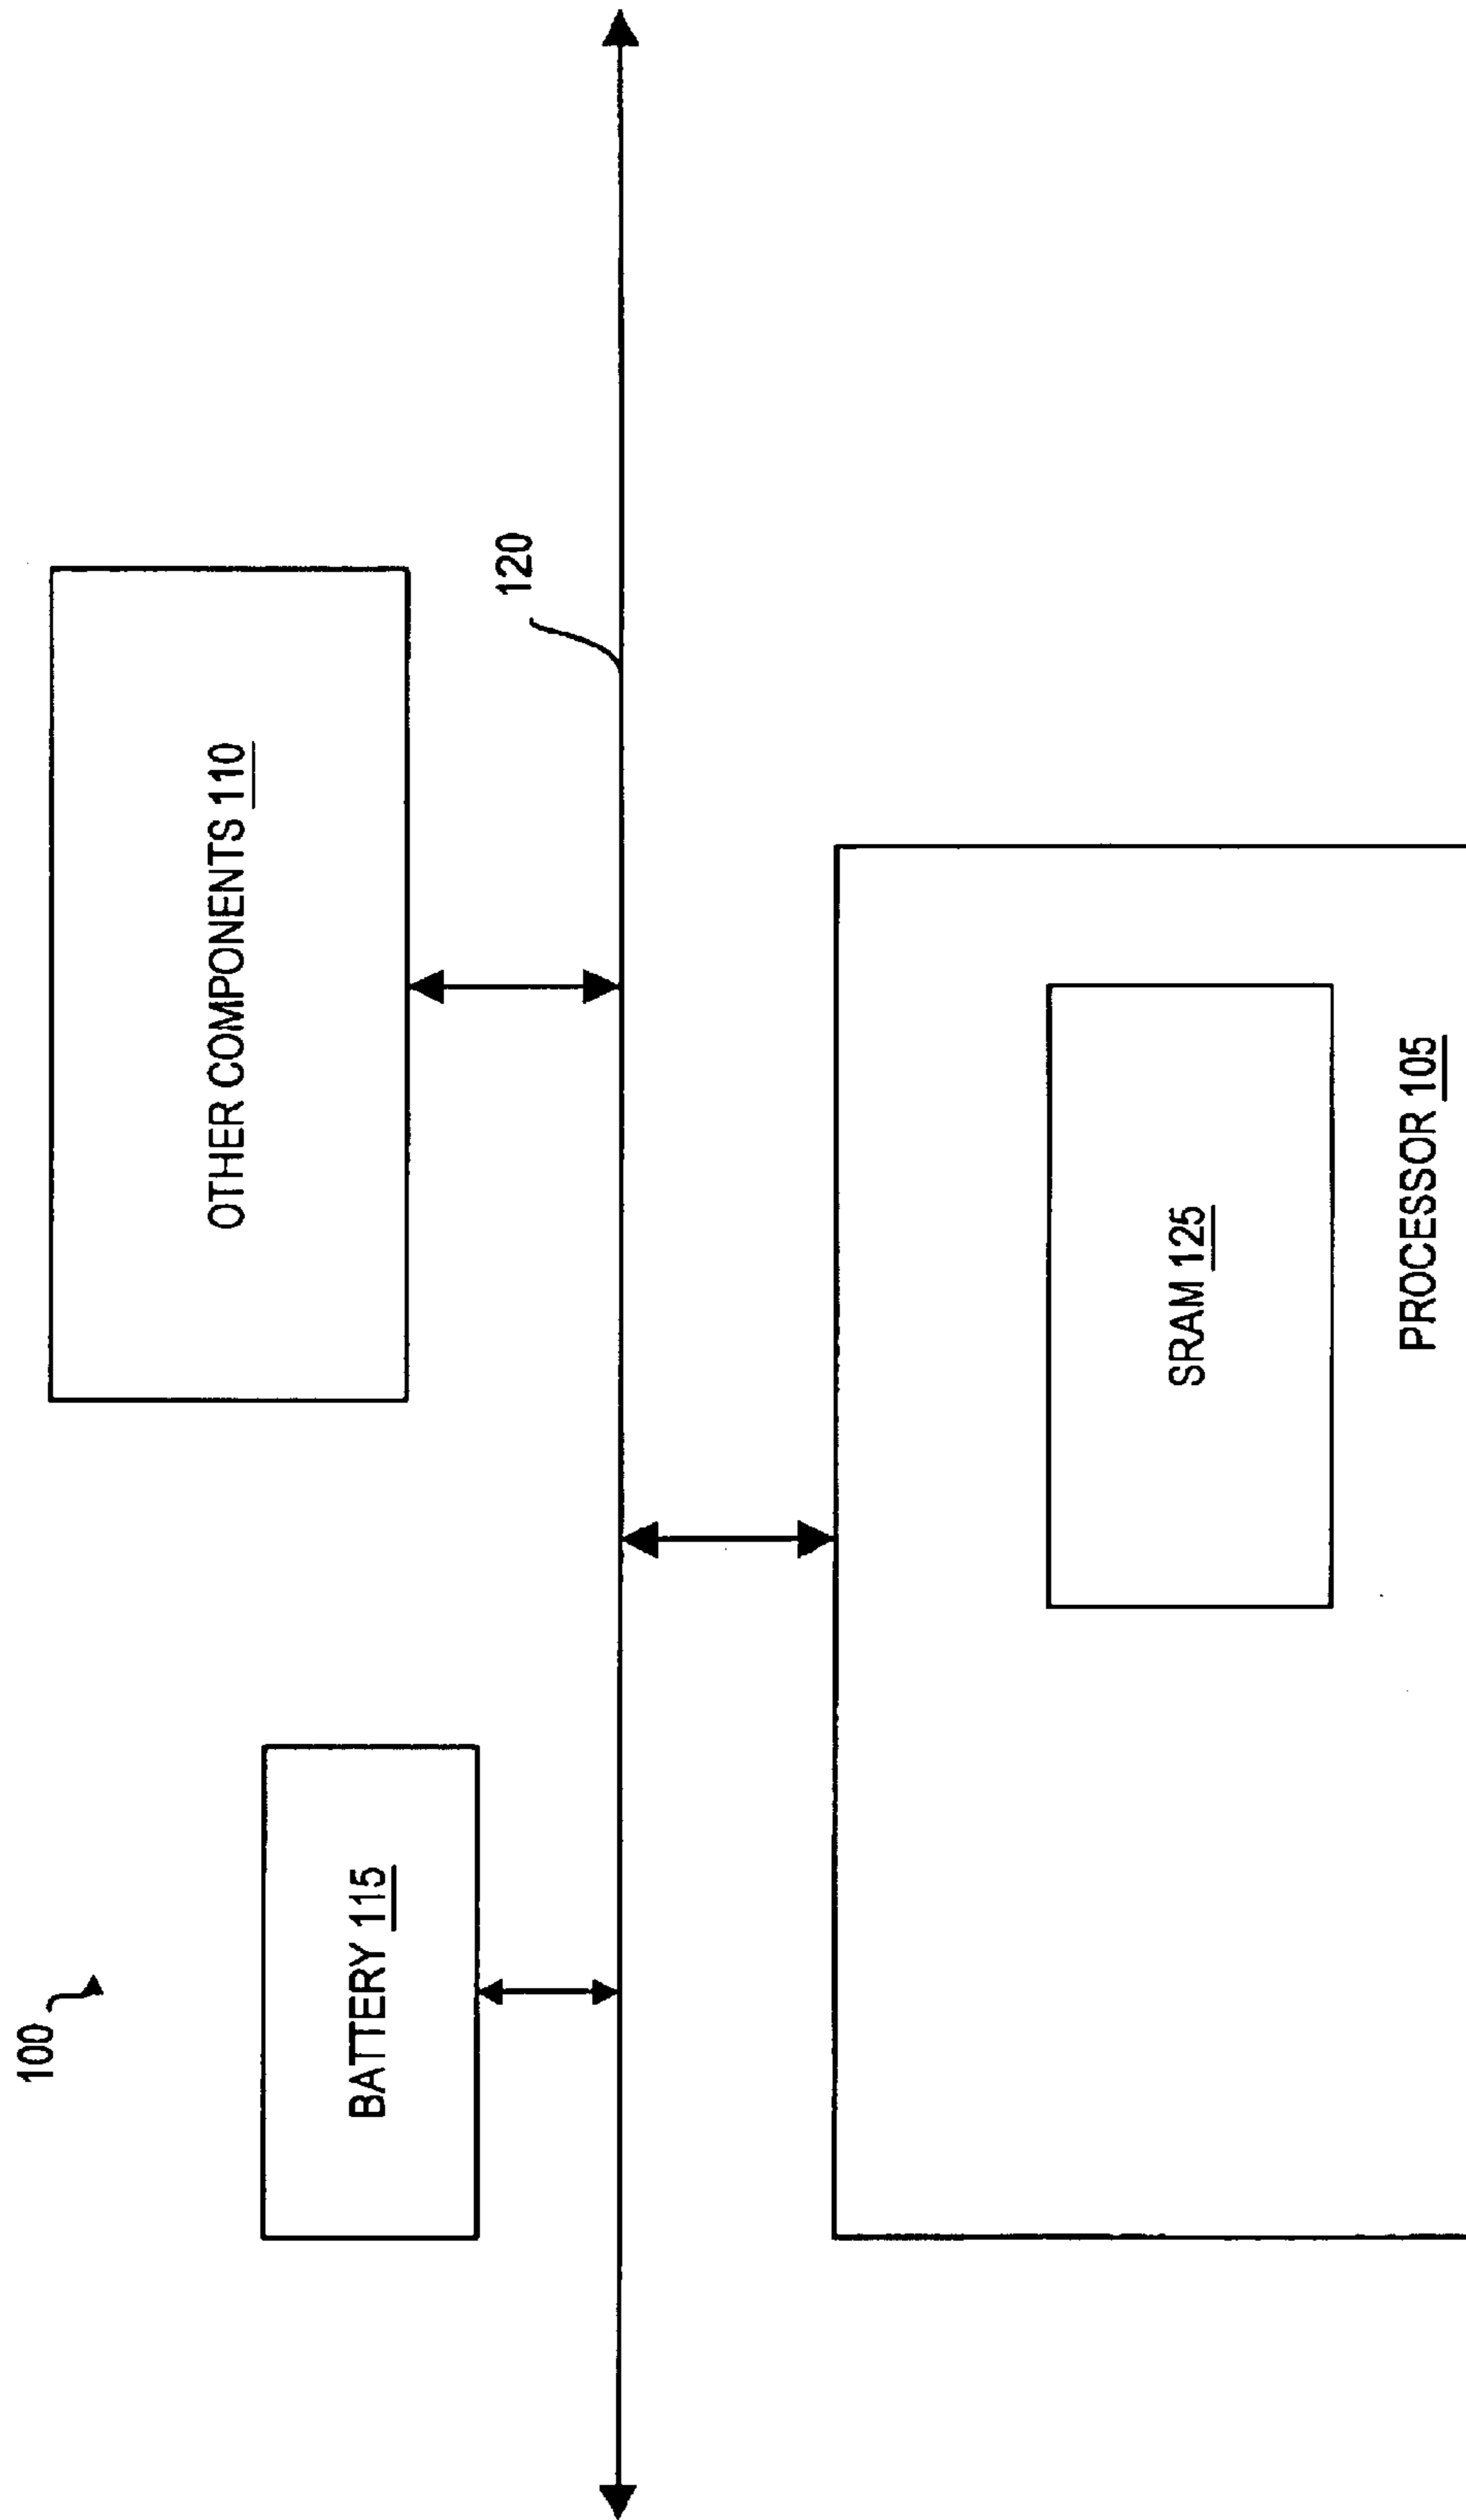 100
BATTERY 115
OTHER COMPONENTS 110
120
SRAM 125
PROCESSOR 105